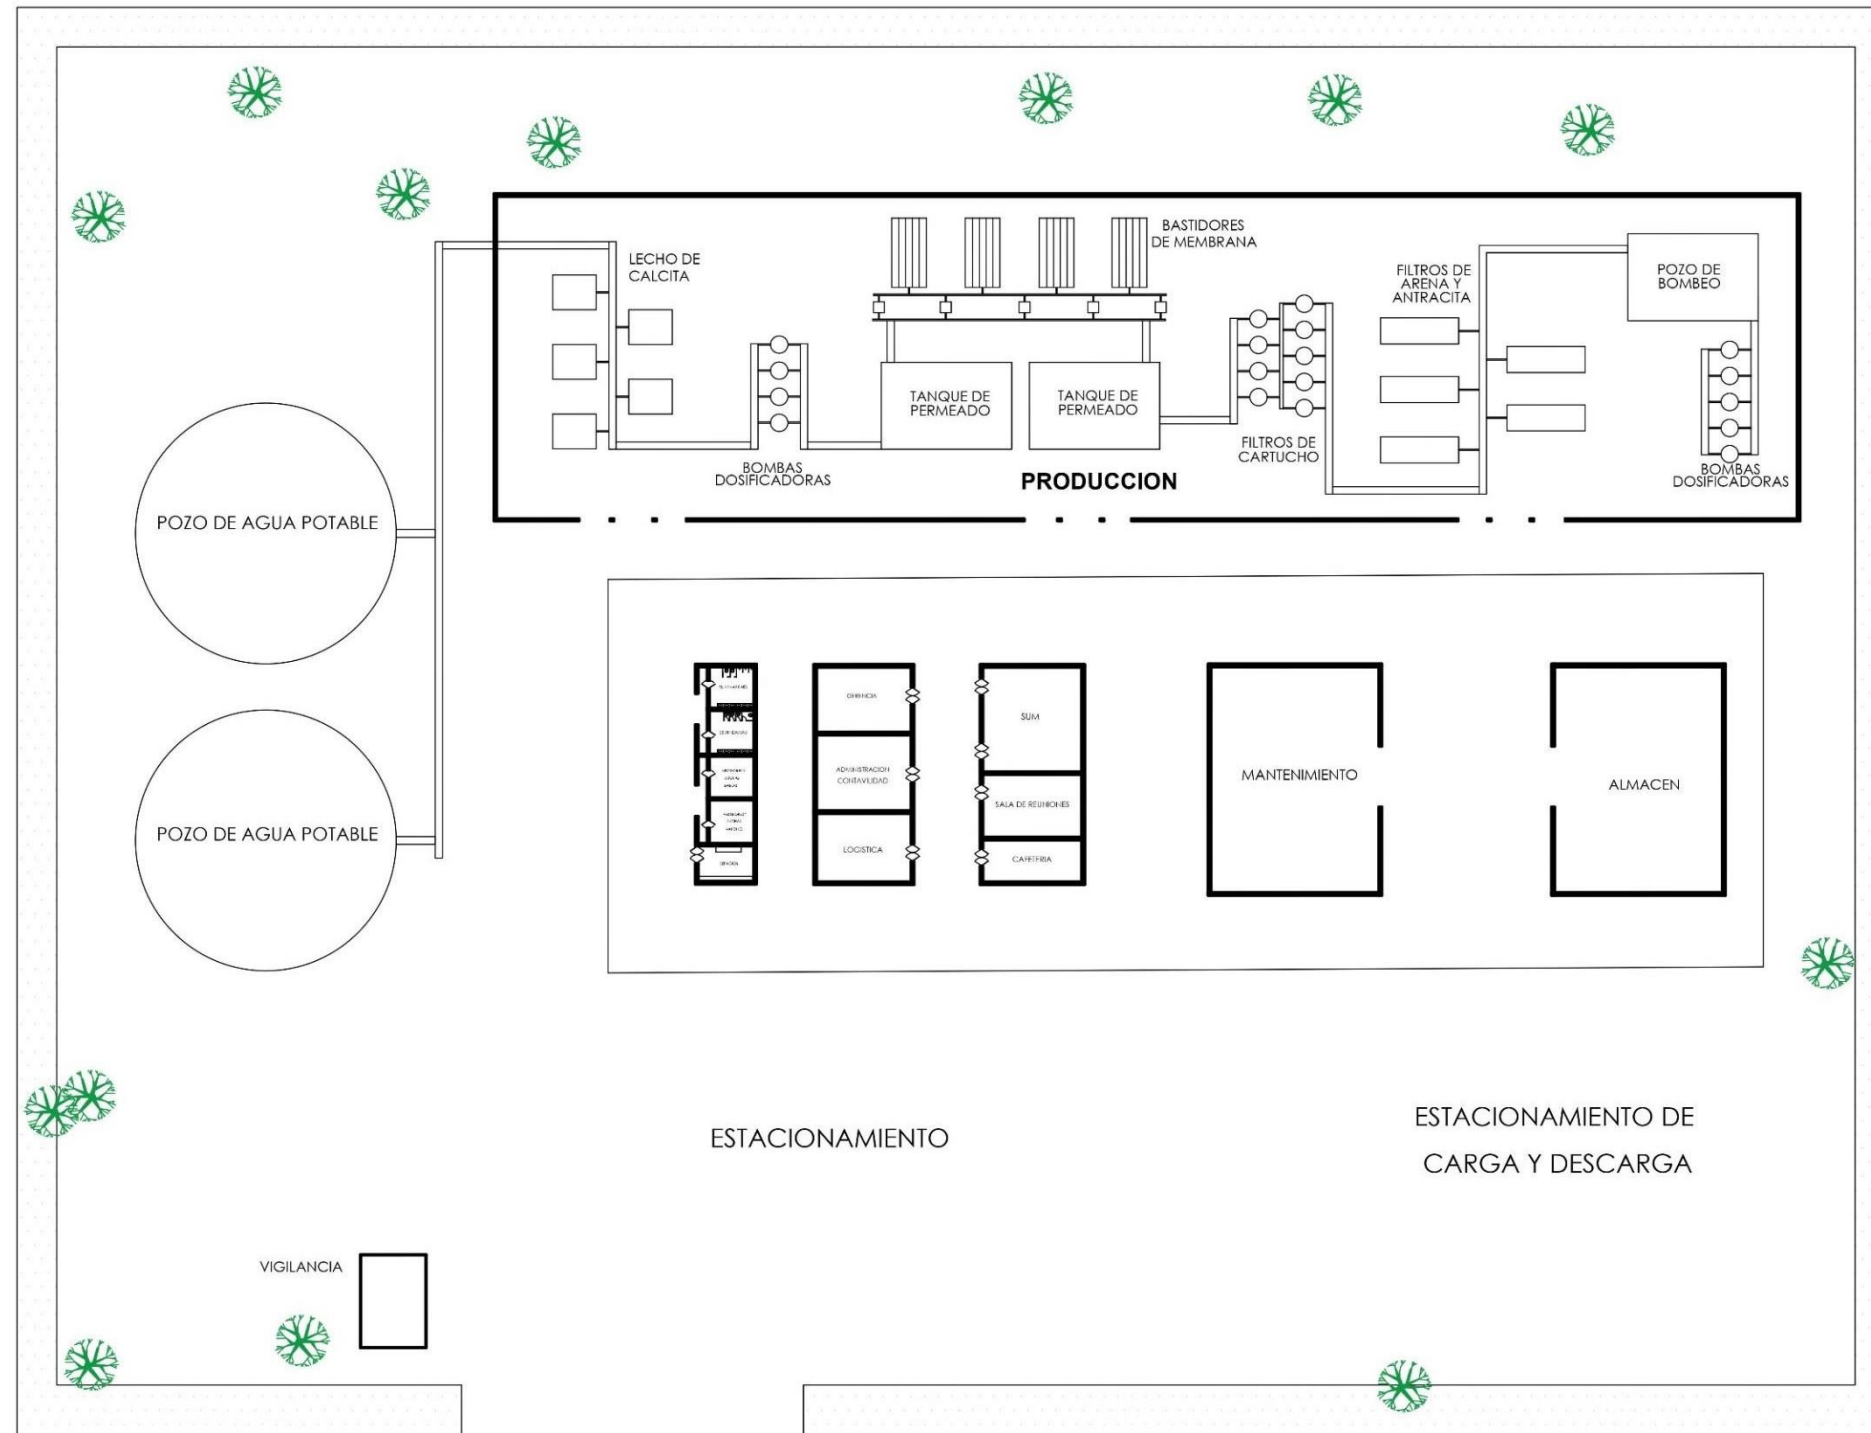 BASTIDORES
DE MEMBRANA
LECHO DE
CALCITA
FILTROS DE
ARENA Y
ANTRACITA
POZO DE
BOMBEO
TANQUE DE
PERMEADO
TANQUE DE
PERMEADO
FILTROS DE
CARTUCHO
BOMBAS
DOSIFICADORAS
BOMBAS
DOSIFICADORAS
PRODUCCION
POZO DE AGUA POTABLE
SUM
ADMINISTRACION
CONTAVILIDAD
MANTENIMIENTO
ALMACEN
SALA DE REUNIONES
POZO DE AGUA POTABLE
LOGISTICA
CAFETERIA
ESTACIONAMIENTO
ESTACIONAMIENTO DE
CARGA Y DESCARGA
VIGILANCIA